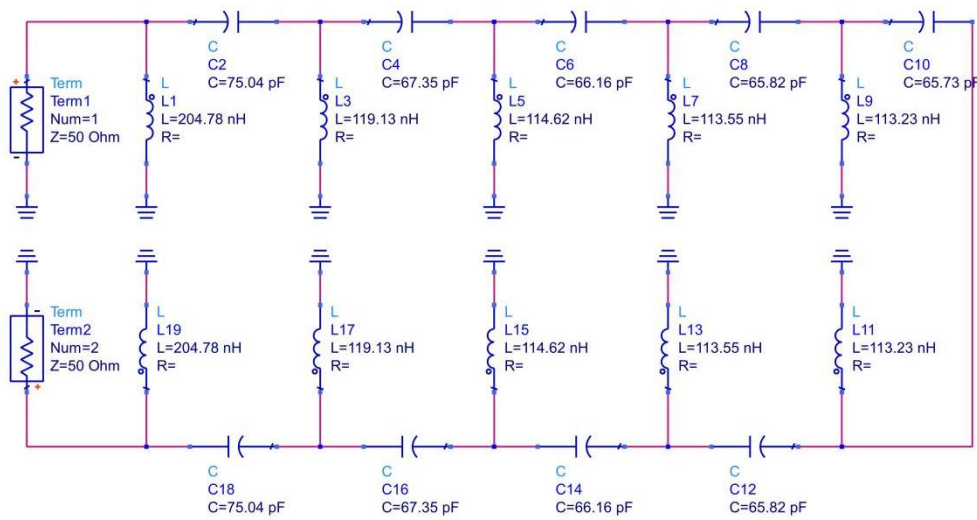 C
C2
C=75.04 pF
C
C4
C=67.35 pF
C
C6
C=66.16 pF
C
C8
C=65.82 pF
C
C10
C=65.73 pF
+
Term
Term1
Num=1
Z=50 Ohm
-
L
L1
L=204.78 nH
R=
L
L3
L=119.13 nH
R=
L
L5
L=114.62 nH
R=
L
L7
L=113.55 nH
R=
L
L9
L=113.23 nH
R=
-
Term
Term2
Num=2
Z=50 Ohm
+
L
L19
L=204.78 nH
R=
L
L17
L=119.13 nH
R=
L
L15
L=114.62 nH
R=
L
L13
L=113.55 nH
R=
L
L11
L=113.23 nH
R=
C
C18
C=75.04 pF
C
C16
C=67.35 pF
C
C14
C=66.16 pF
C
C12
C=65.82 pF